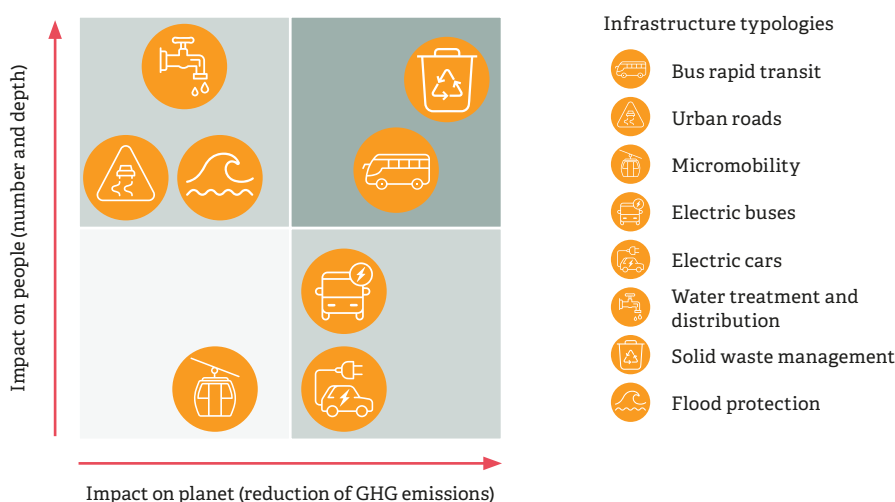 Impact on people (number and depth)
Impact on planet (reduction of GHG emissions)
Infrastructure typologies
Bus rapid transit
Urban roads
Micromobility
Electric buses
Electric cars
Water treatment and
distribution
Solid waste management
Flood protection